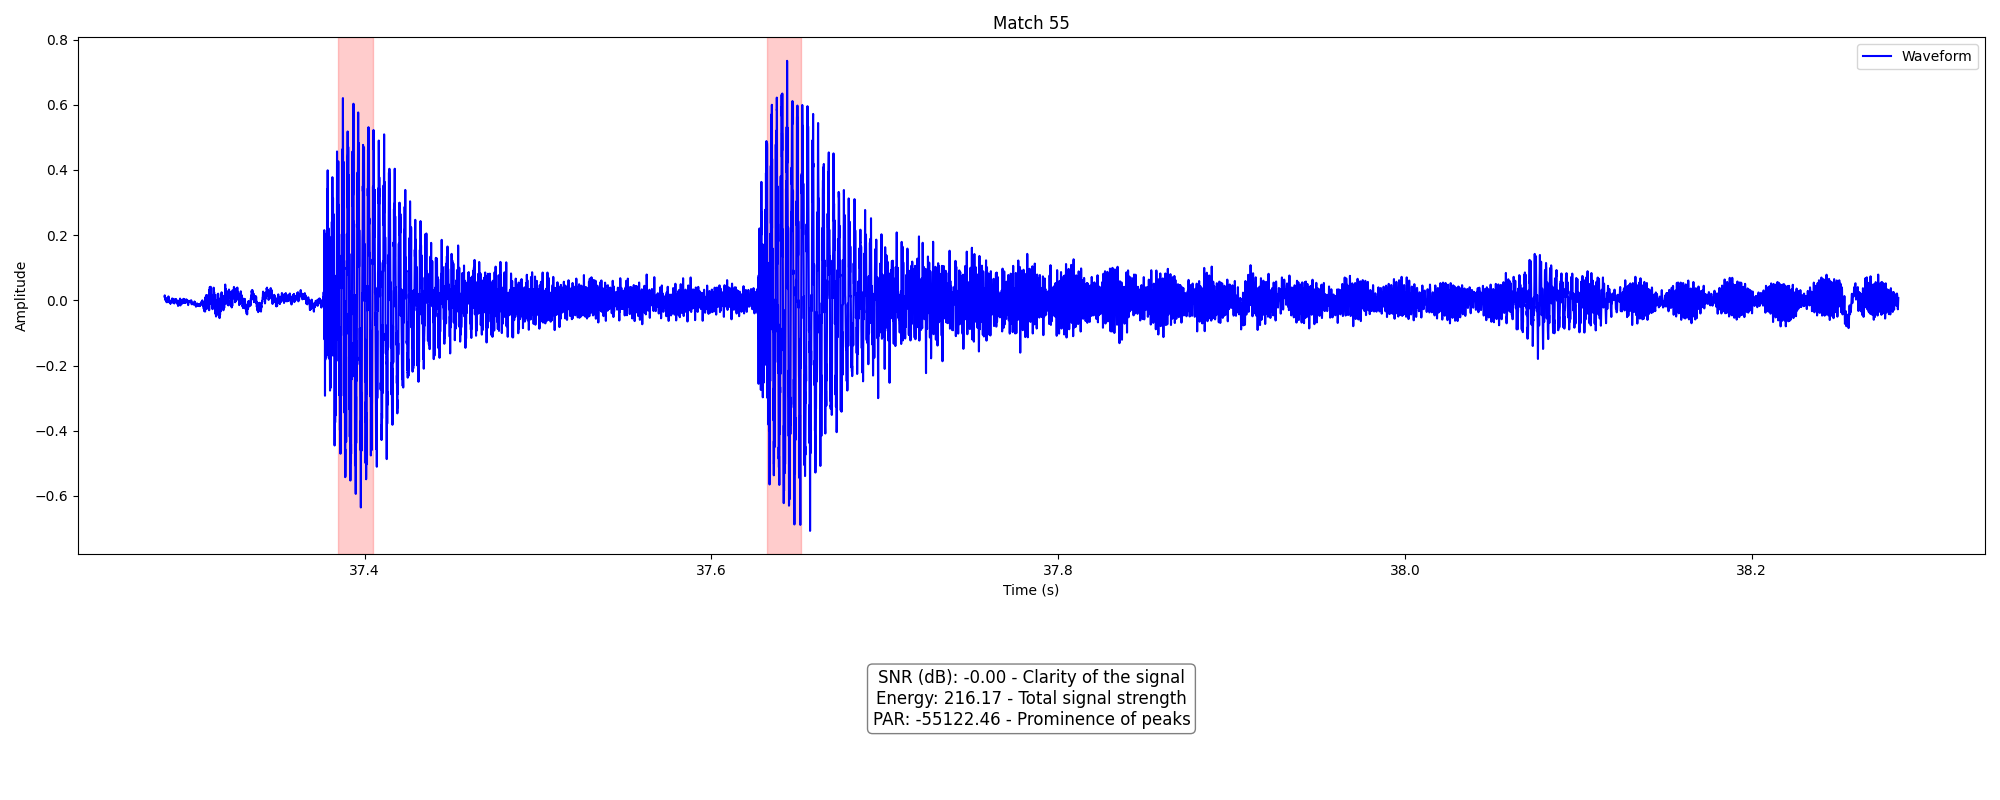 Match 55
0.8
0.6
0.4
0.2
0.0
−0.2
−0.4
−0.6
Amplitude
Waveform
37.4 37.6 37.8 38.0 38.2
Time (s)
SNR (dB): -0.00 - Clarity of the signal
Energy: 216.17 - Total signal strength
PAR: -55122.46 - Prominence of peaks